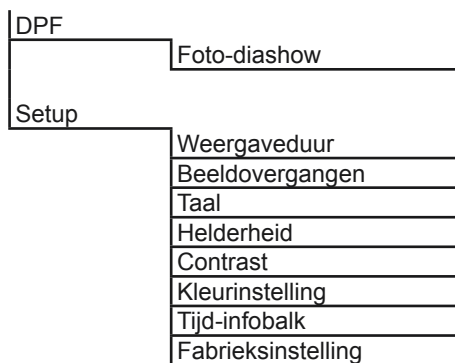 DPF
Foto-diashow
Setup
Weergaveduur
Beeldovergangen
Taal
Helderheid
Contrast
Kleurinstelling
Tijd-infobalk
Fabrieksinstelling